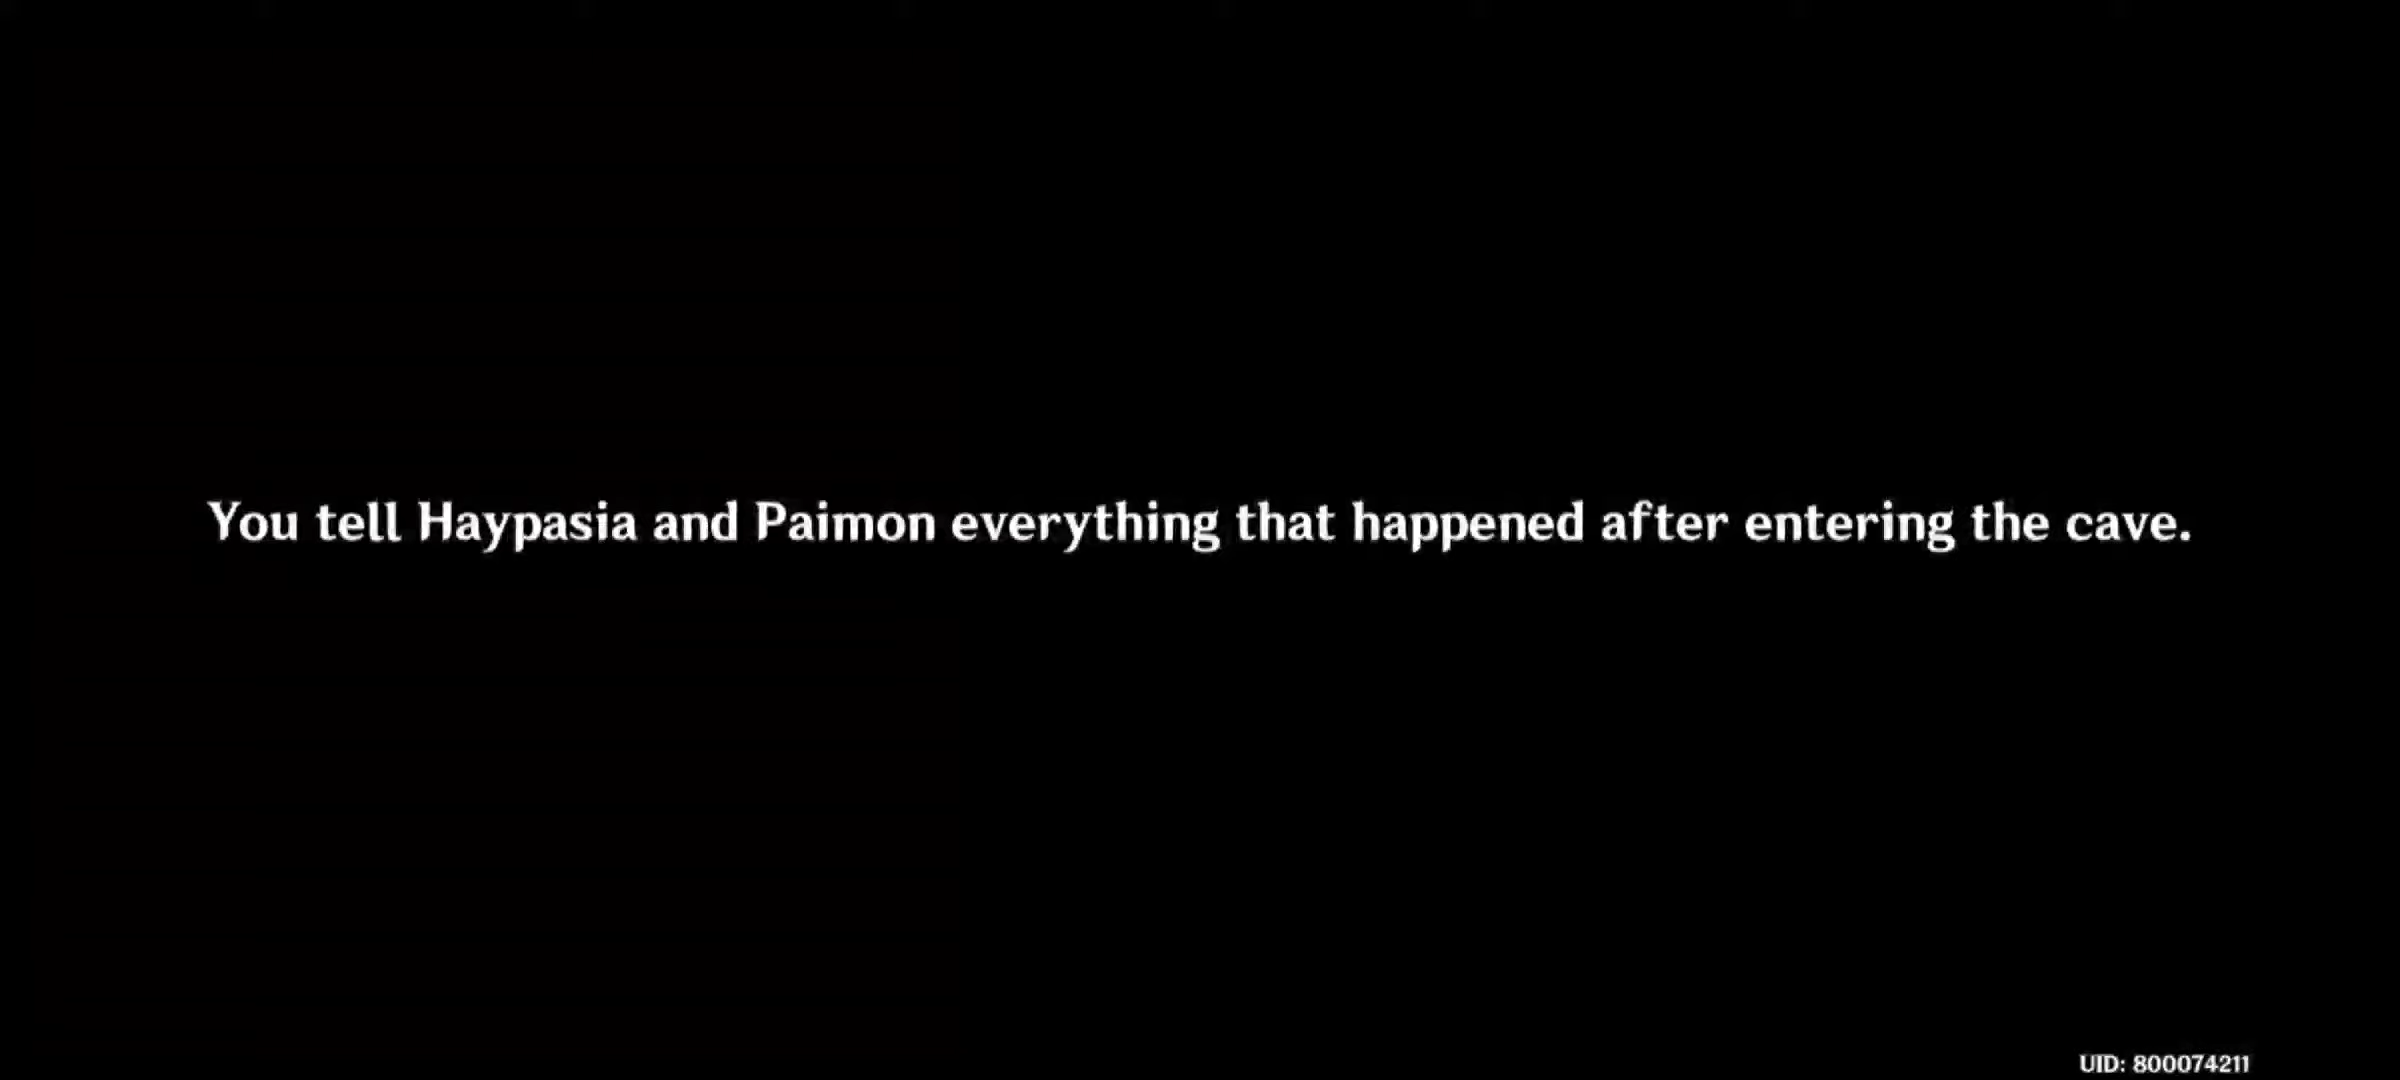 You tell Haypasia and Paimon everything that happened after entering the cave.
UID: 800074211